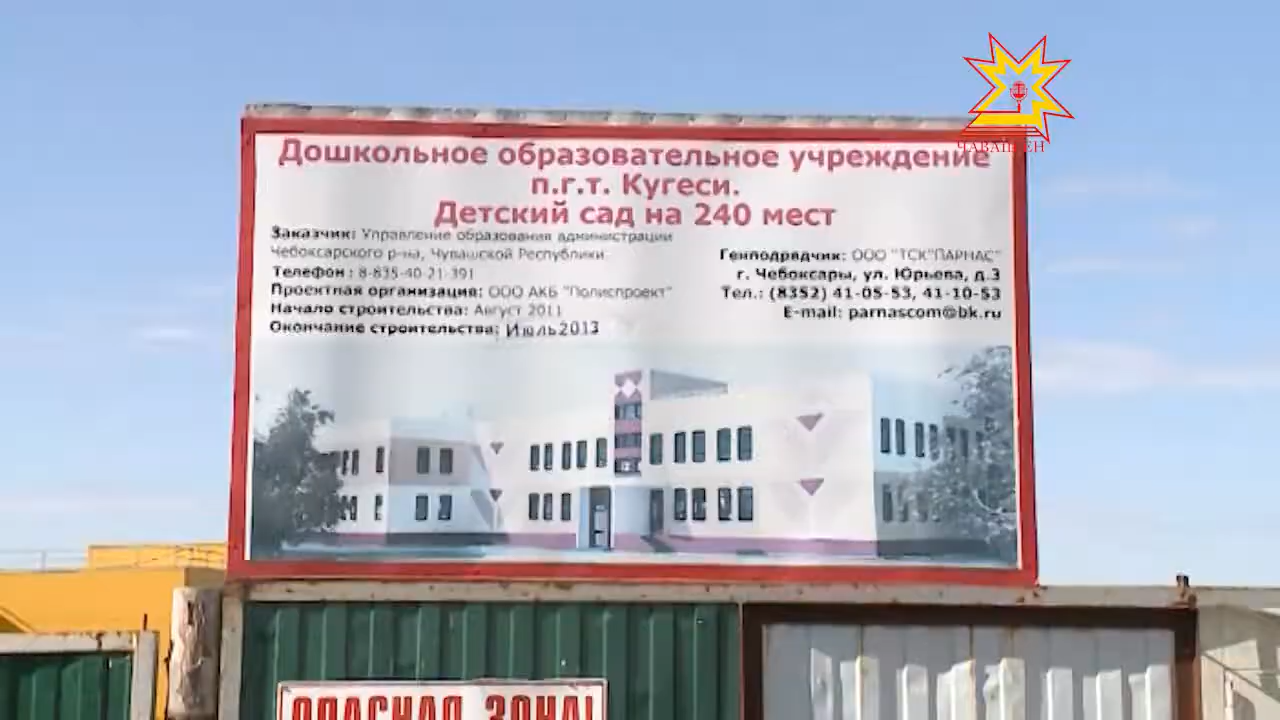 Дошкольное образовательное учреждение
п.г.т. Кугеси.
Детский сад на 240 мест
Заказчик: Управление образования администрации
Чебоксарского р-на, Чувашской Республики
Телефон : 8-835-40-21-391
Проектная организация: ООО АКБ "Полиспроект"
Начало строительства: Август 2011
Окончание строительства: Июль2013
Генподрядчик: ООО "ТСК"ПАРНАС"
г. Чебоксары, ул. Юрьева, д.3
Тел.: (8352) 41-05-53, 41-10-53
E-mail: parnascom@bk.ru
ОПАСНАЯ ЗОНА!